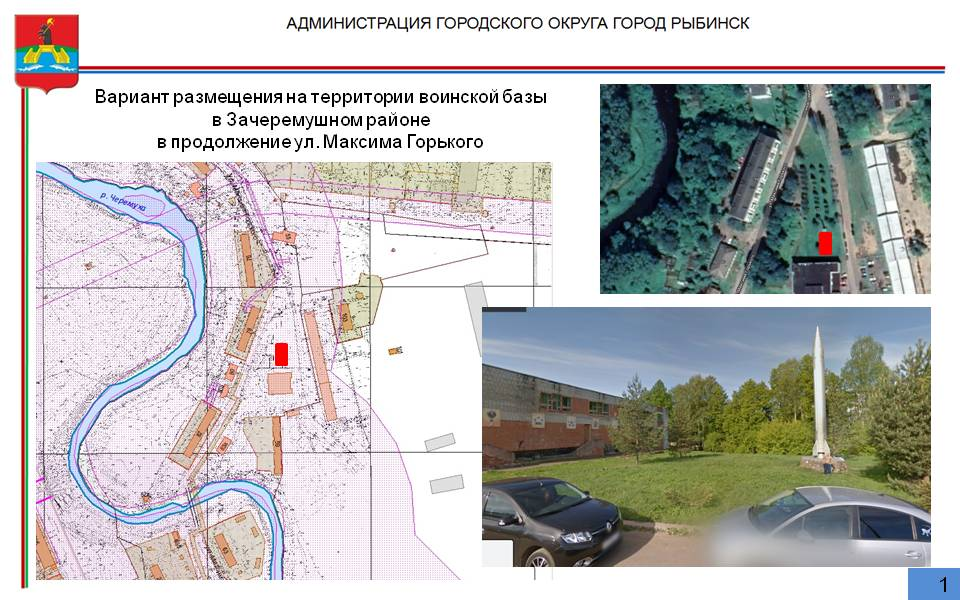 АДМИНИСТРАЦИЯ ГОРОДСКОГО ОКРУГА ГОРОД РЫБИНСК
Вариант размещения на территории воинской базы
в Зачеремушном районе
в продолжение ул. Максима Горького
р. Черемуха
1